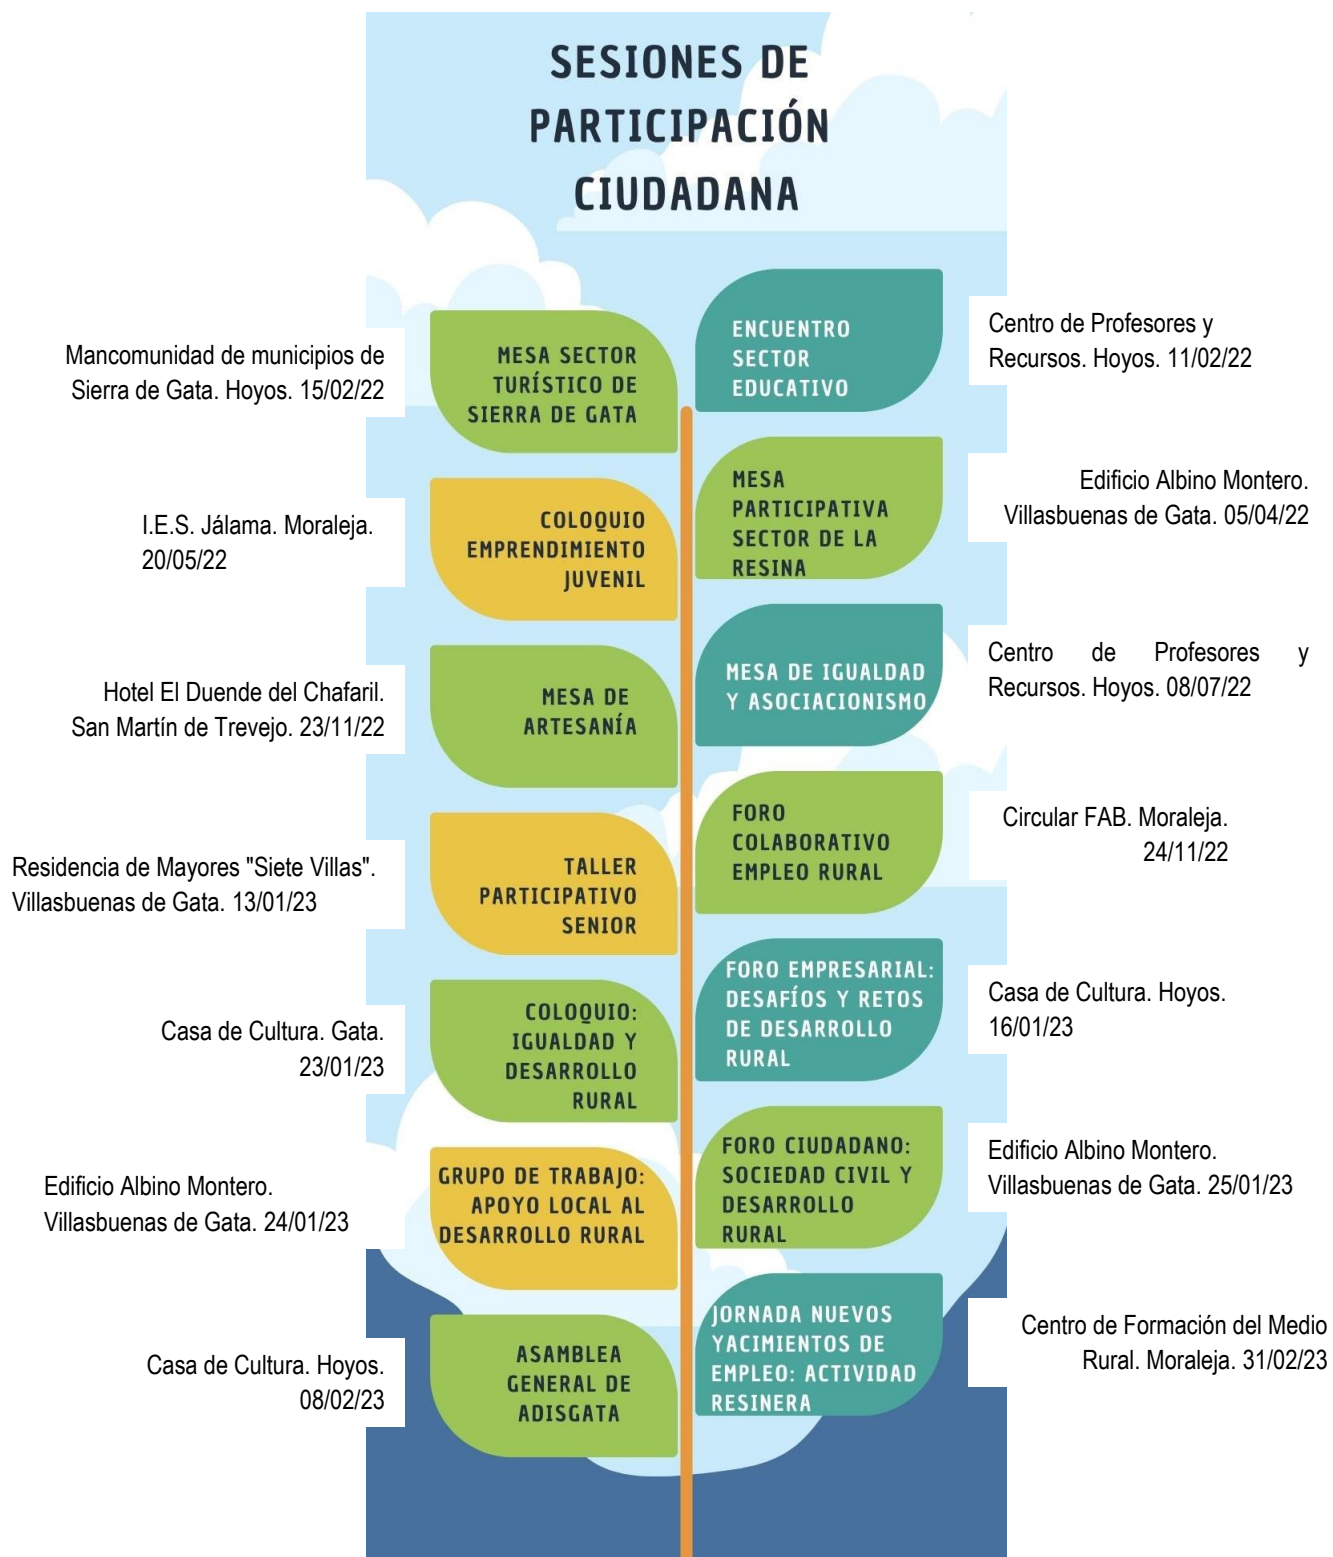 SESIONES DE
PARTICIPACIÓN
CIUDADANA
ENCUENTRO
SECTOR
EDUCATIVO
Centro de Profesores y
Recursos. Hoyos. 11/02/22
Mancomunidad de municipios de
Sierra de Gata. Hoyos. 15/02/22
MESA SECTOR
TURÍSTICO DE
SIERRA DE GATA
MESA
PARTICIPATIVA
SECTOR DE LA
RESINA
Edificio Albino Montero.
Villasbuenas de Gata. 05/04/22
I.E.S. Jálama. Moraleja.
20/05/22
COLOQUIO
EMPRENDIMIENTO
JUVENIL
MESA DE IGUALDAD
Y ASOCIACIONISMO
Centro de Profesores y
Recursos. Hoyos. 08/07/22
Hotel El Duende del Chafaril.
San Martín de Trevejo. 23/11/22
MESA DE
ARTESANÍA
FORO
COLABORATIVO
EMPLEO RURAL
Circular FAB. Moraleja.
24/11/22
Residencia de Mayores "Siete Villas".
Villasbuenas de Gata. 13/01/23
TALLER
PARTICIPATIVO
SENIOR
FORO EMPRESARIAL:
DESAFÍOS Y RETOS
DE DESARROLLO
RURAL
Casa de Cultura. Hoyos.
16/01/23
Casa de Cultura. Gata.
23/01/23
COLOQUIO:
IGUALDAD Y
DESARROLLO
RURAL
FORO CIUDADANO:
SOCIEDAD CIVIL Y
DESARROLLO
RURAL
Edificio Albino Montero.
Villasbuenas de Gata. 25/01/23
Edificio Albino Montero.
Villasbuenas de Gata. 24/01/23
GRUPO DE TRABAJO:
APOYO LOCAL AL
DESARROLLO RURAL
JORNADA NUEVOS
YACIMIENTOS DE
EMPLEO: ACTIVIDAD
RESINERA
Centro de Formación del Medio
Rural. Moraleja. 31/02/23
Casa de Cultura. Hoyos.
08/02/23
ASAMBLEA
GENERAL DE
ADISGATA